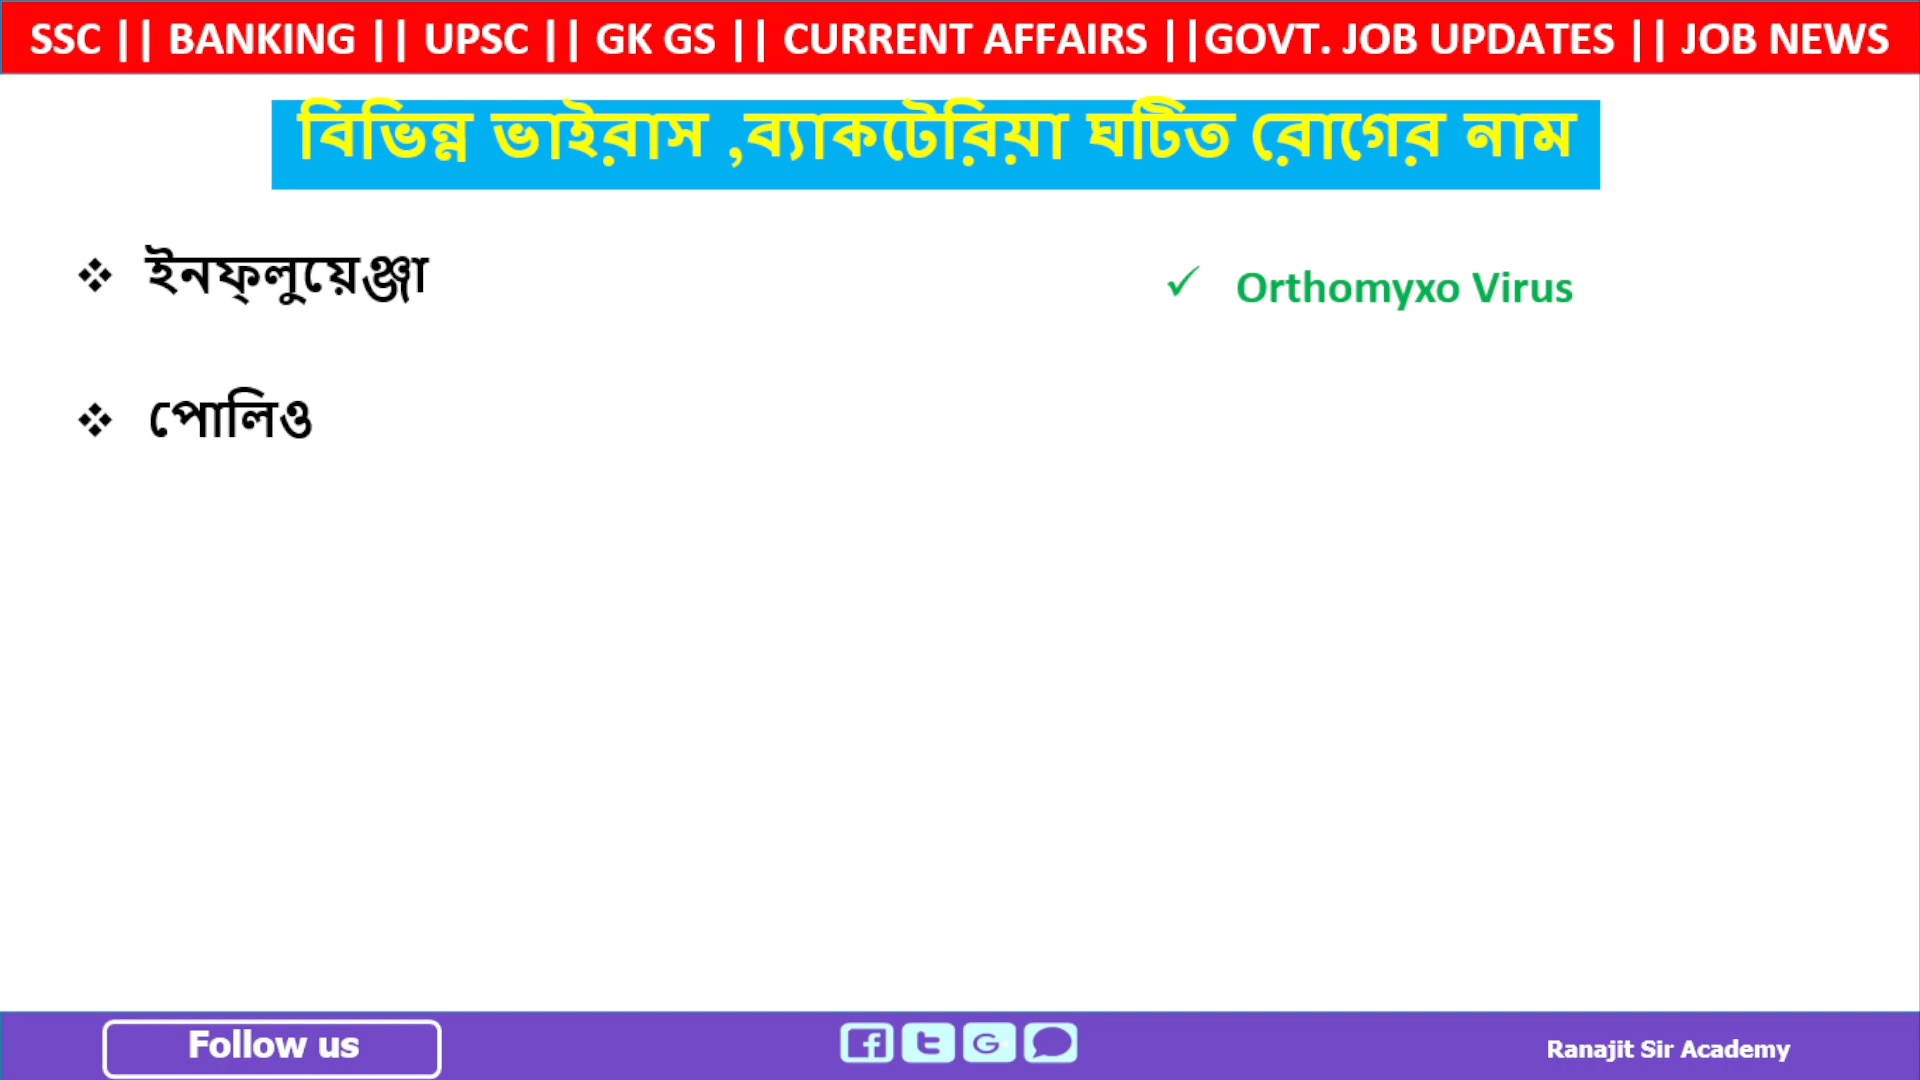 SSC || BANKING || UPSC || GK GS || CURRENT AFFAIRS ||GOVT. JOB UPDATES || JOB NEWS
বিভিন্ন ভাইরাস ,ব্যাকটেরিয়া ঘটিত রোগের নাম
❖ ইনফ্‌লুয়েঞ্জা
✓ Orthomyxo Virus
❖ পোলিও
Follow us
Ranajit Sir Academy